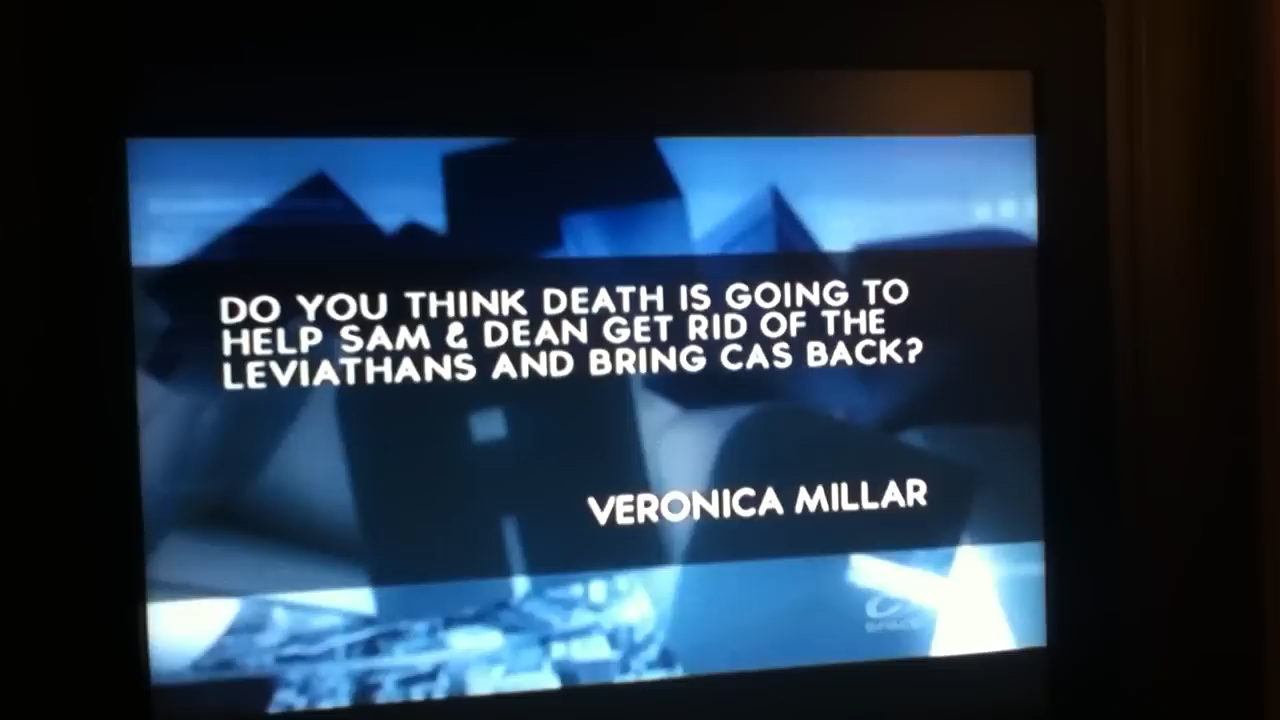 DO YOU THINK DEATH IS GOING TO
HELP SAM & DEAN GET RID OF THE
LEVIATHANS AND BRING CAS BACK?
VERONICA MILLAR